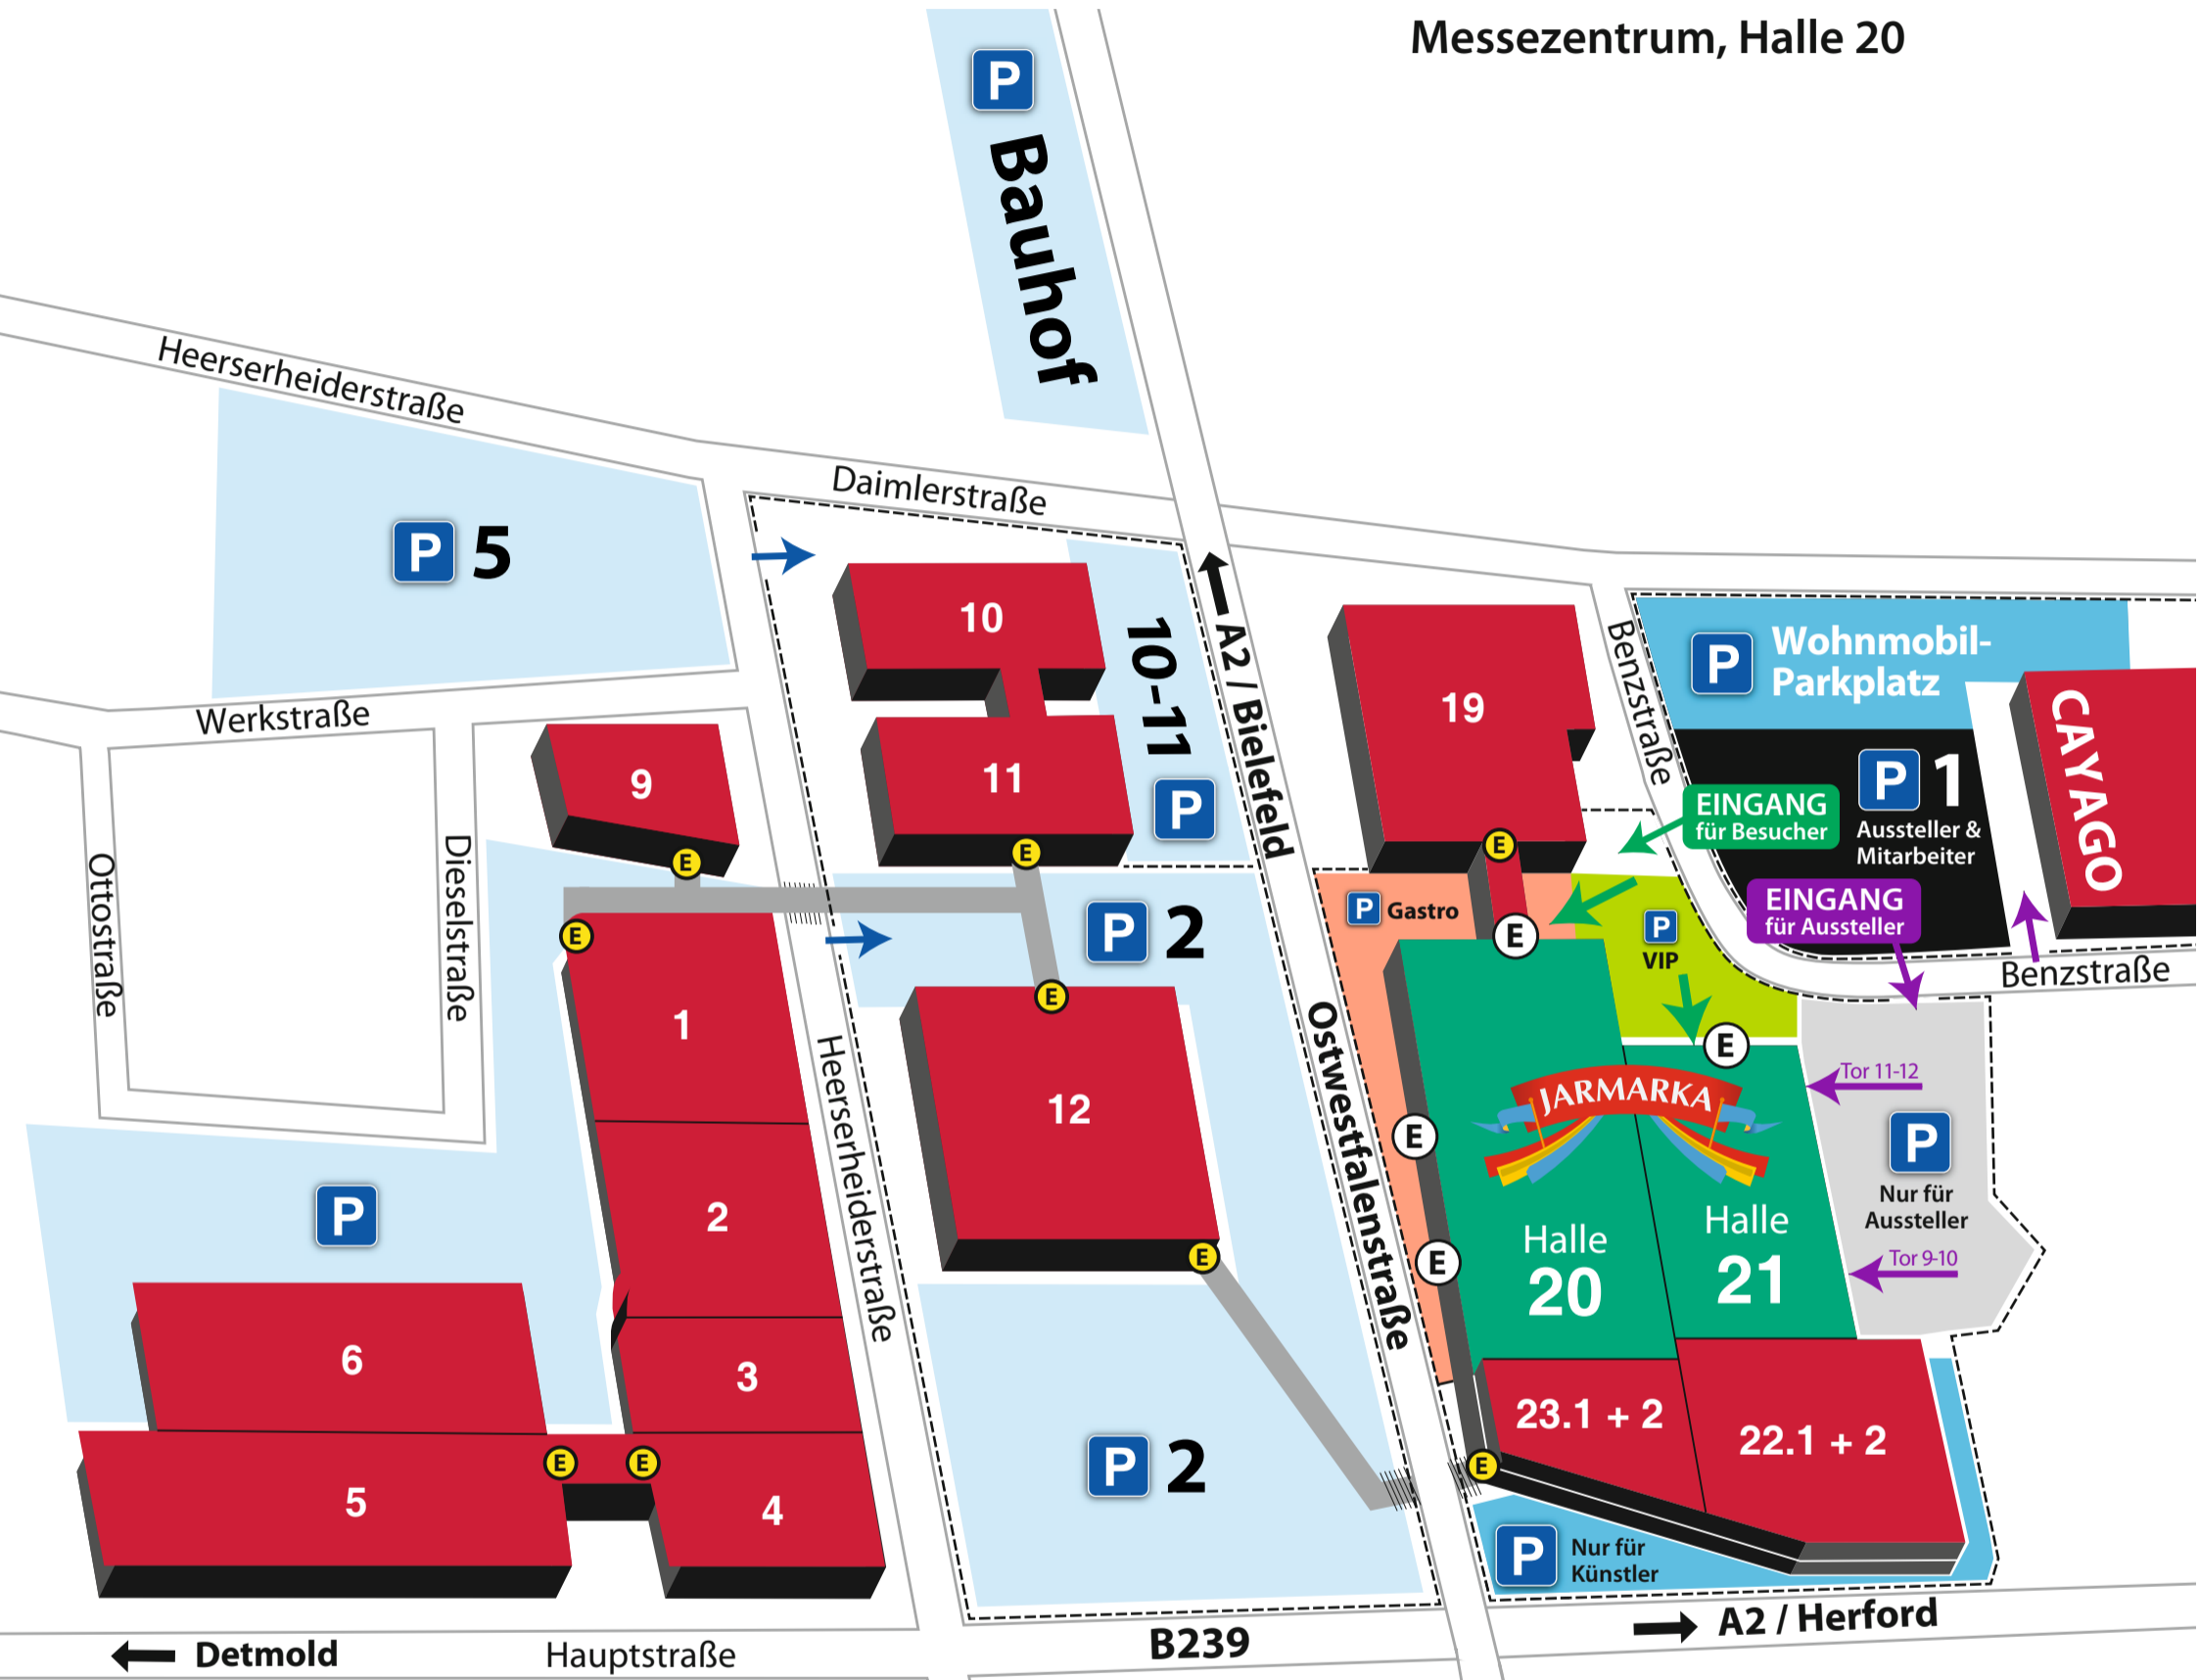 Messezentrum, Halle 20
P
Bauhof
Heerserheiderstraße
Daimlerstraße
P 5
10
10-11
P
11
A2 / Bielefeld
19
E
Benzstraße
P Wohnmobil-
Parkplatz
P 1
Aussteller &
Mitarbeiter
CAYAGO
EINGANG
für Besucher
EINGANG
für Aussteller
Benzstraße
Werkstraße
Ottostraße
Dieselstraße
9
E
E
E
P 2
E
P Gastro
E
P
VIP
E
1
12
E
Heerserheiderstraße
Ostwestfalenstraße
E
E
JARMARKA
Halle
20
Halle
21
Tor 11-12
P
Nur für
Aussteller
Tor 9-10
P
2
6
3
5
E
E
4
P 2
23.1 + 2
22.1 + 2
E
P Nur für
Künstler
Detmold
Hauptstraße
B239
A2 / Herford